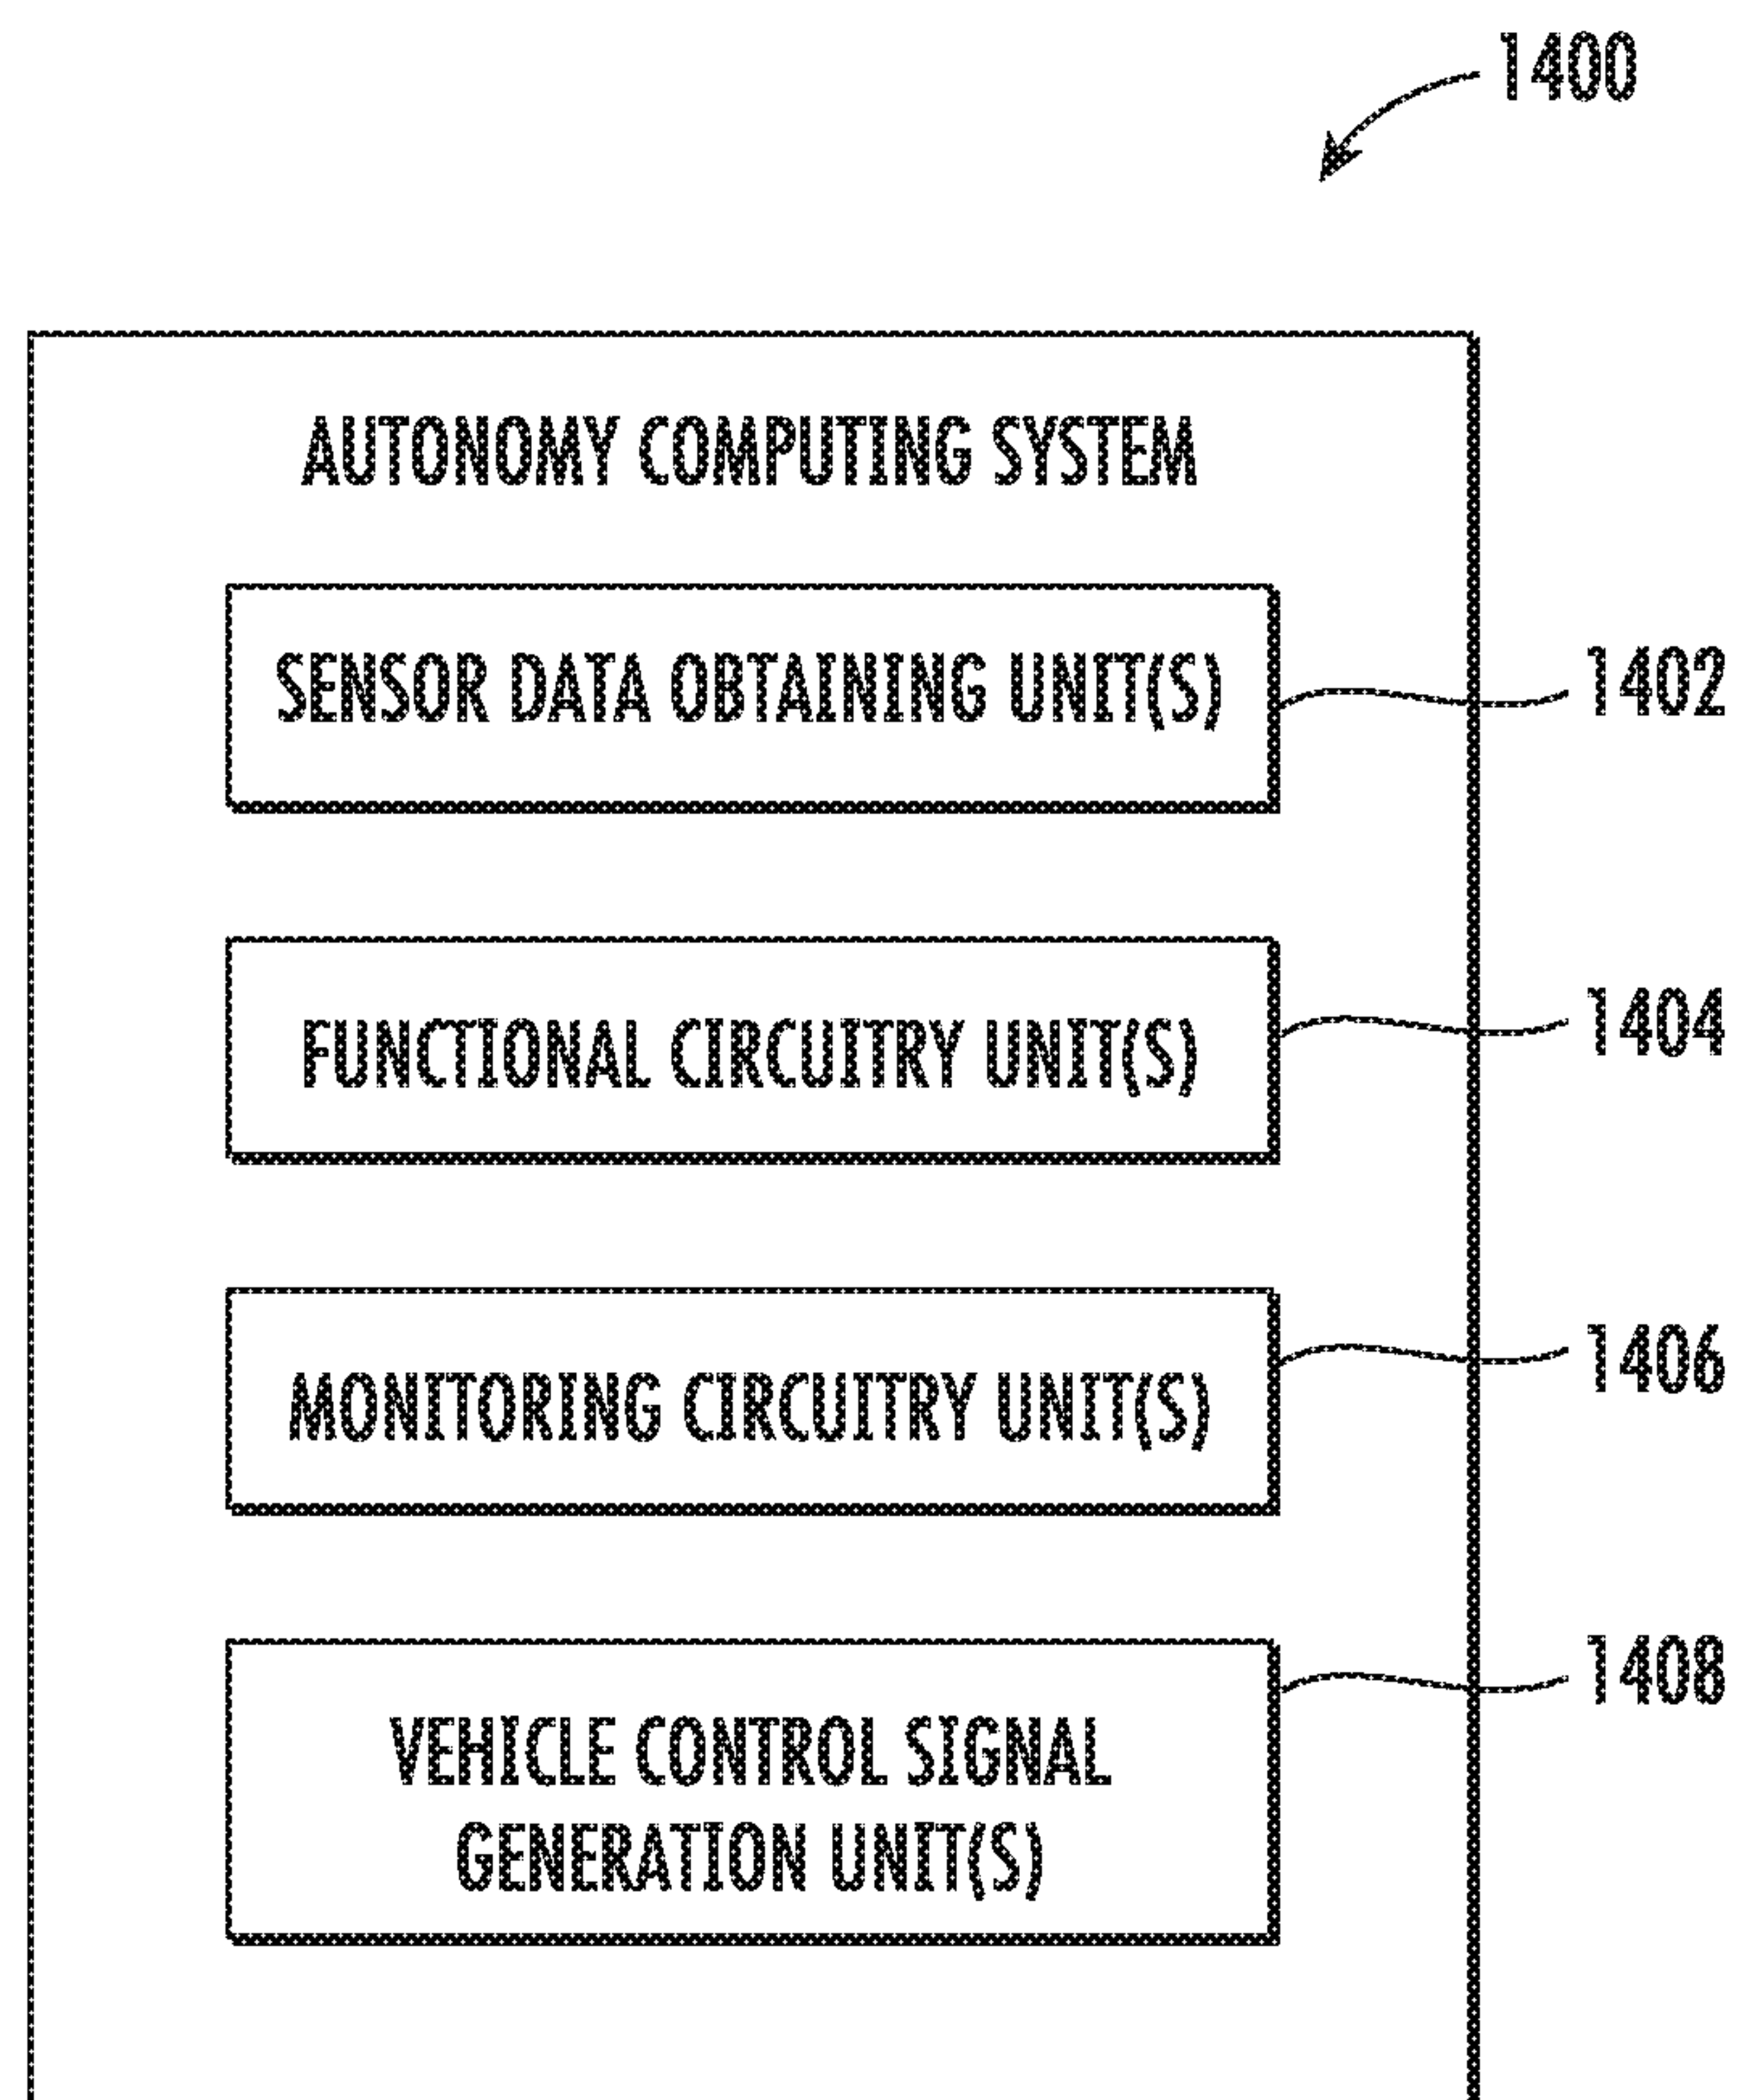 1400
AUTONOMY COMPUTING SYSTEM
SENSOR DATA OBTAINING UNIT(S)
1402
FUNCTIONAL CIRCUITRY UNIT(S)
1404
MONITORING CIRCUITRY UNIT(S)
1406
VEHICLE CONTROL SIGNAL
GENERATION UNIT(S)
1408